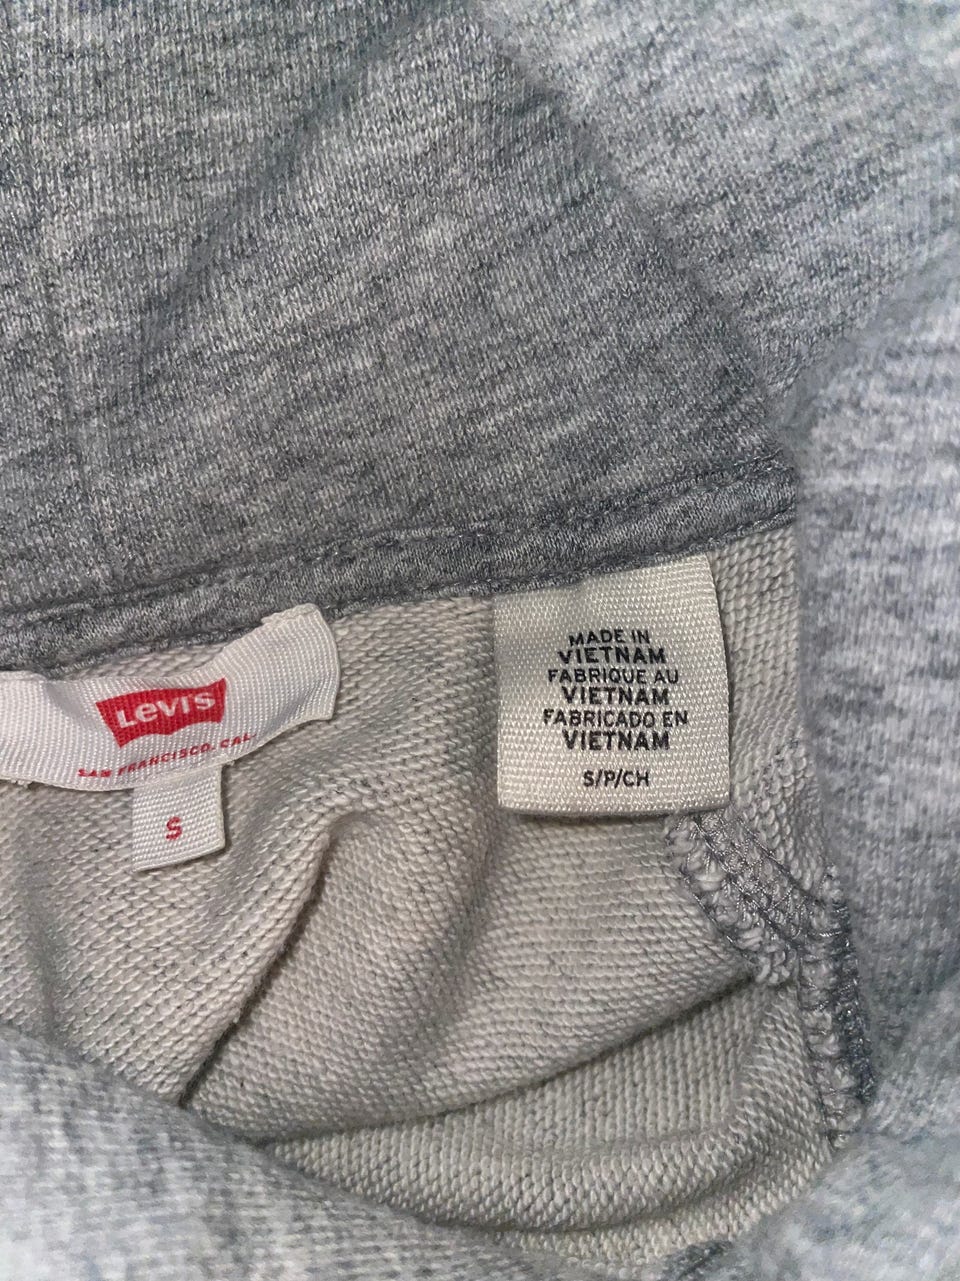 Levi's
SAN FRANCISCO, CAL.
S
MADE IN
VIETNAM
FABRIQUE AU
VIETNAM
FABRICADO EN
VIETNAM
S/P/CH